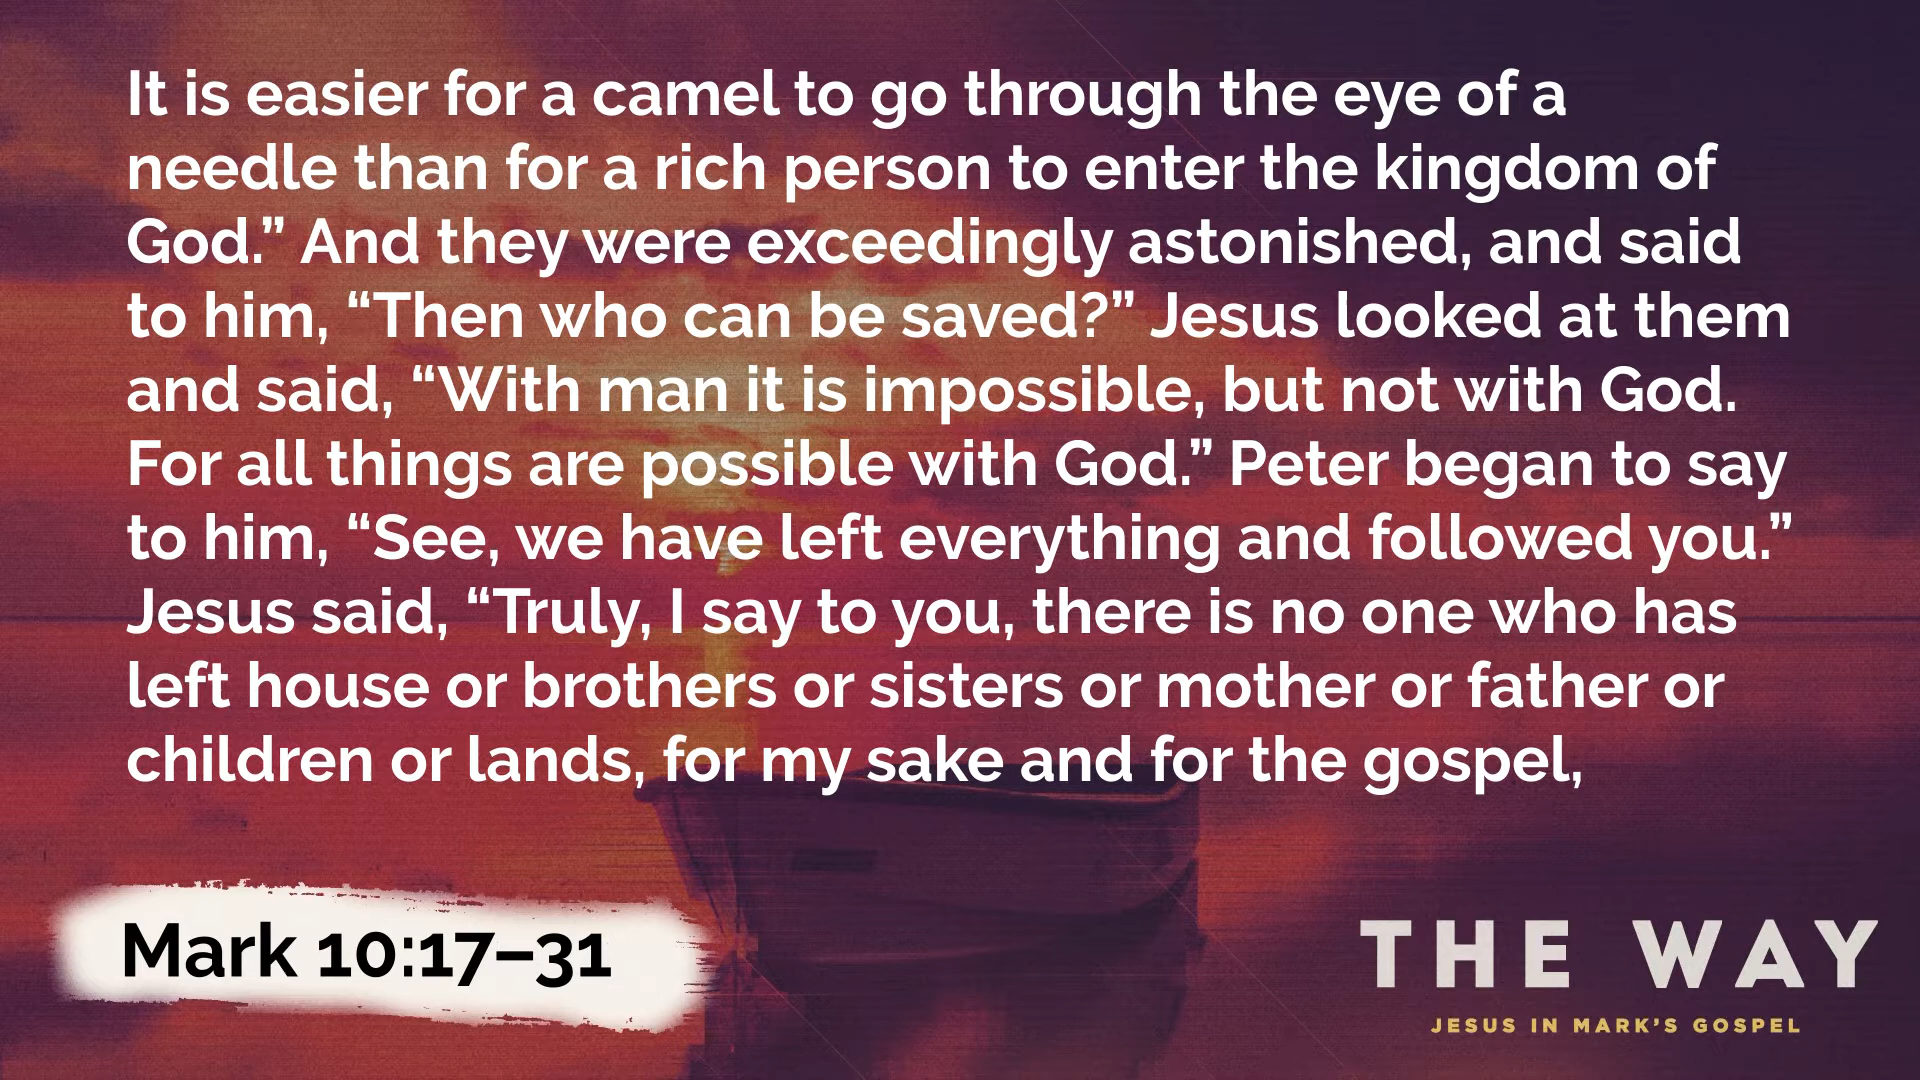 It is easier for a camel to go through the eye of a
needle than for a rich person to enter the kingdom of
God.” And they were exceedingly astonished, and said
to him, “Then who can be saved?” Jesus looked at them
and said, “With man it is impossible, but not with God.
For all things are possible with God.” Peter began to say
to him, “See, we have left everything and followed you.”
Jesus said, “Truly, I say to you, there is no one who has
left house or brothers or sisters or mother or father or
children or lands, for my sake and for the gospel,
Mark 10:17–31
THE WAY
JESUS IN MARK’S GOSPEL